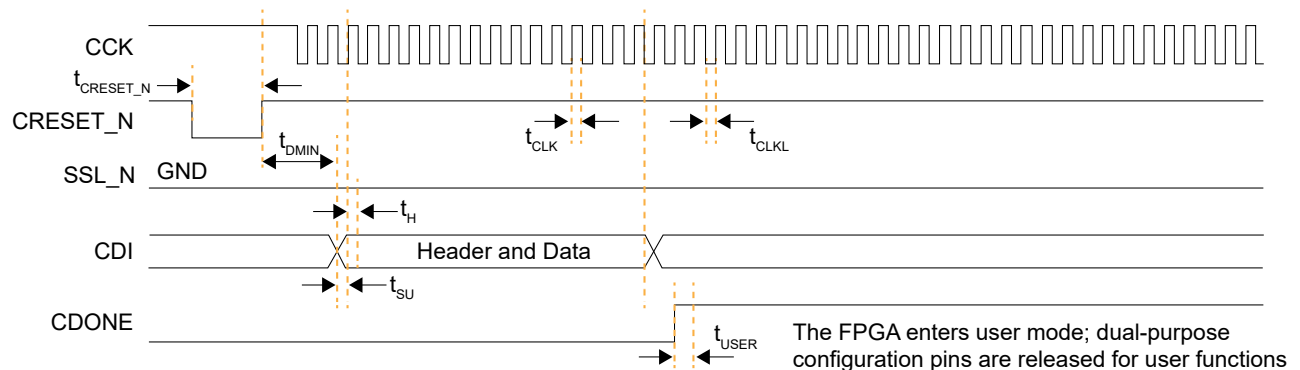 CCK
tCRESET_N
CRESET_N
tDMIN
tCLK
tCLKL
SSL_N
GND
tH
CDI
Header and Data
tSU
CDONE
tUSER
The FPGA enters user mode; dual-purpose
configuration pins are released for user functions